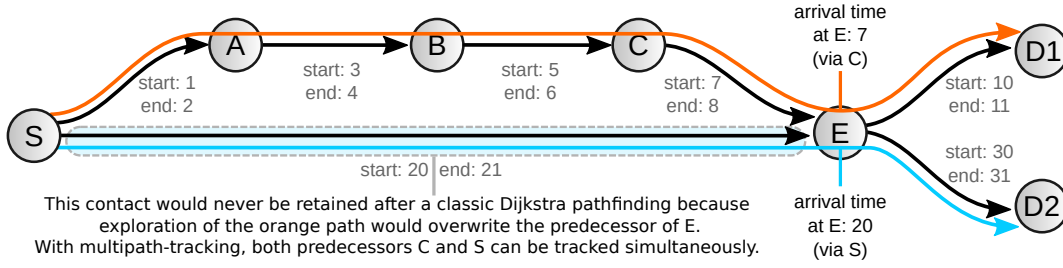 arrival time
at E: 7
(via C)
A
B
C
D1
start: 1
end: 2
start: 3
end: 4
start: 5
end: 6
start: 7
end: 8
start: 10
end: 11
S
E
start: 20
end: 21
start: 30
end: 31
D2
This contact would never be retained after a classic Dijkstra pathfinding because
exploration of the orange path would overwrite the predecessor of E.
With multipath-tracking, both predecessors C and S can be tracked simultaneously.
arrival time
at E: 20
(via S)